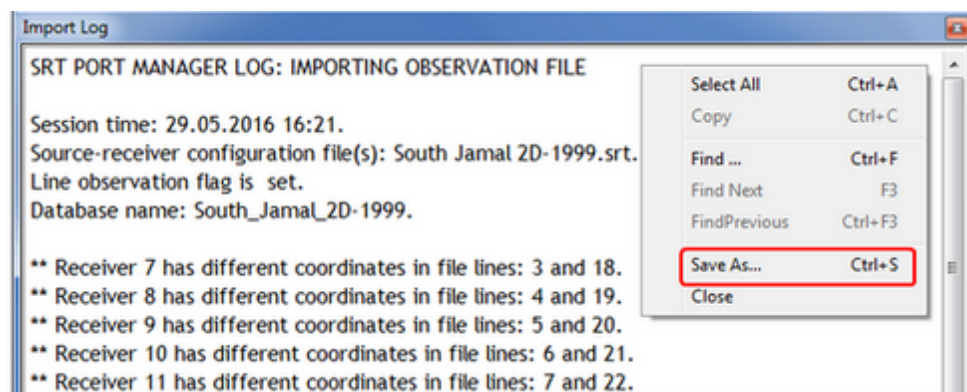 Import Log
SRT PORT MANAGER LOG: IMPORTING OBSERVATION FILE
Session time: 29.05.2016 16:21.
Source-receiver configuration file(s): South Jamal 2D-1999.srt.
Line observation flag is  set.
Database name: South_Jamal_2D-1999.
** Receiver 7 has different coordinates in file lines: 3 and 18.
** Receiver 8 has different coordinates in file lines: 4 and 19.
** Receiver 9 has different coordinates in file lines: 5 and 20.
** Receiver 10 has different coordinates in file lines: 6 and 21.
** Receiver 11 has different coordinates in file lines: 7 and 22.
Select All Ctrl+A
Copy Ctrl+C
Find ... Ctrl+F
Find Next F3
FindPrevious Ctrl+F3
Save As... Ctrl+S
Close